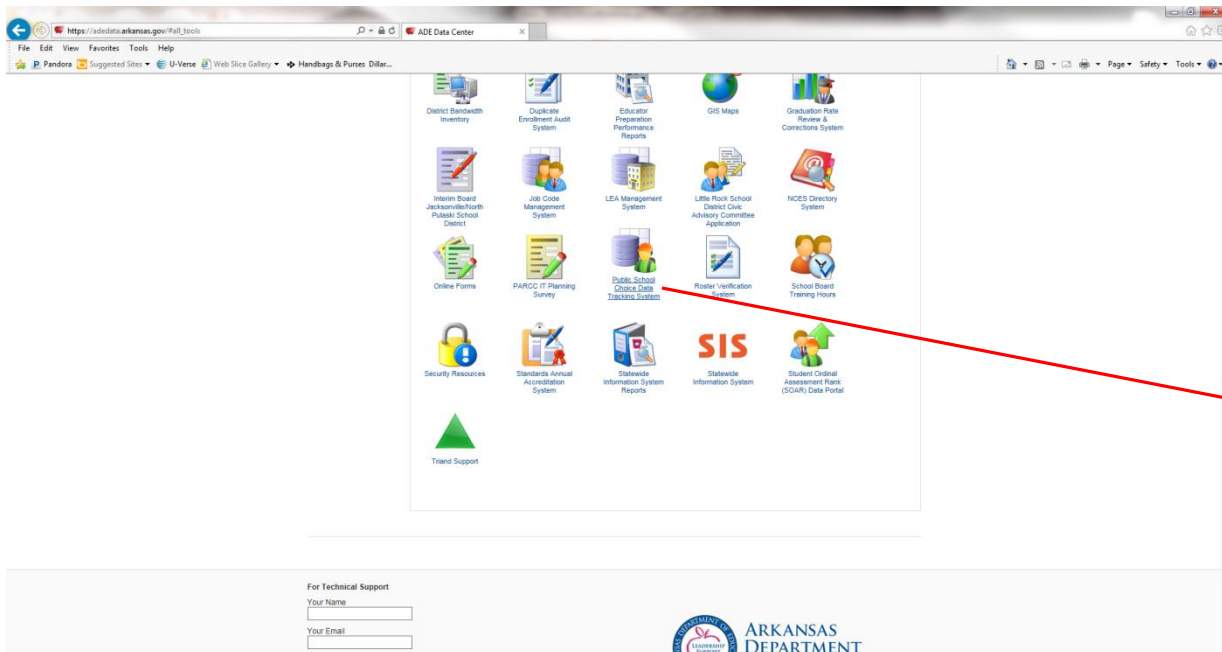 https://adedata.arkansas.gov/#all_tools
ADE Data Center
File Edit View Favorites Tools Help
Pandora Suggested Sites U-Verse Web Slice Gallery Handbags & Purses Dillar...
Page Safety Tools
District Bandwidth
Inventory
Duplicate
Enrollment Audit
System
Educator
Preparation
Performance
Reports
GIS Maps
Graduation Rate
Review &
Corrections System
Interim Board
Jacksonville/North
Pulaski School
District
Job Code
Management
System
LEA Management
System
Little Rock School
District Civic
Advisory Committee
Application
NCES Directory
System
Online Forms
PARCC IT Planning
Survey
Public School
Choice Data
Tracking System
Roster Verification
System
School Board
Training Hours
Security Resources
Standards Annual
Accreditation
System
Statewide
Information System
Reports
SIS
Statewide
Information System
Student Ordinal
Assessment Rank
(SOAR) Data Portal
Triand Support
For Technical Support
Your Name
Your Email
LEADERSHIP
SUPPORT
ARKANSAS
DEPARTMENT